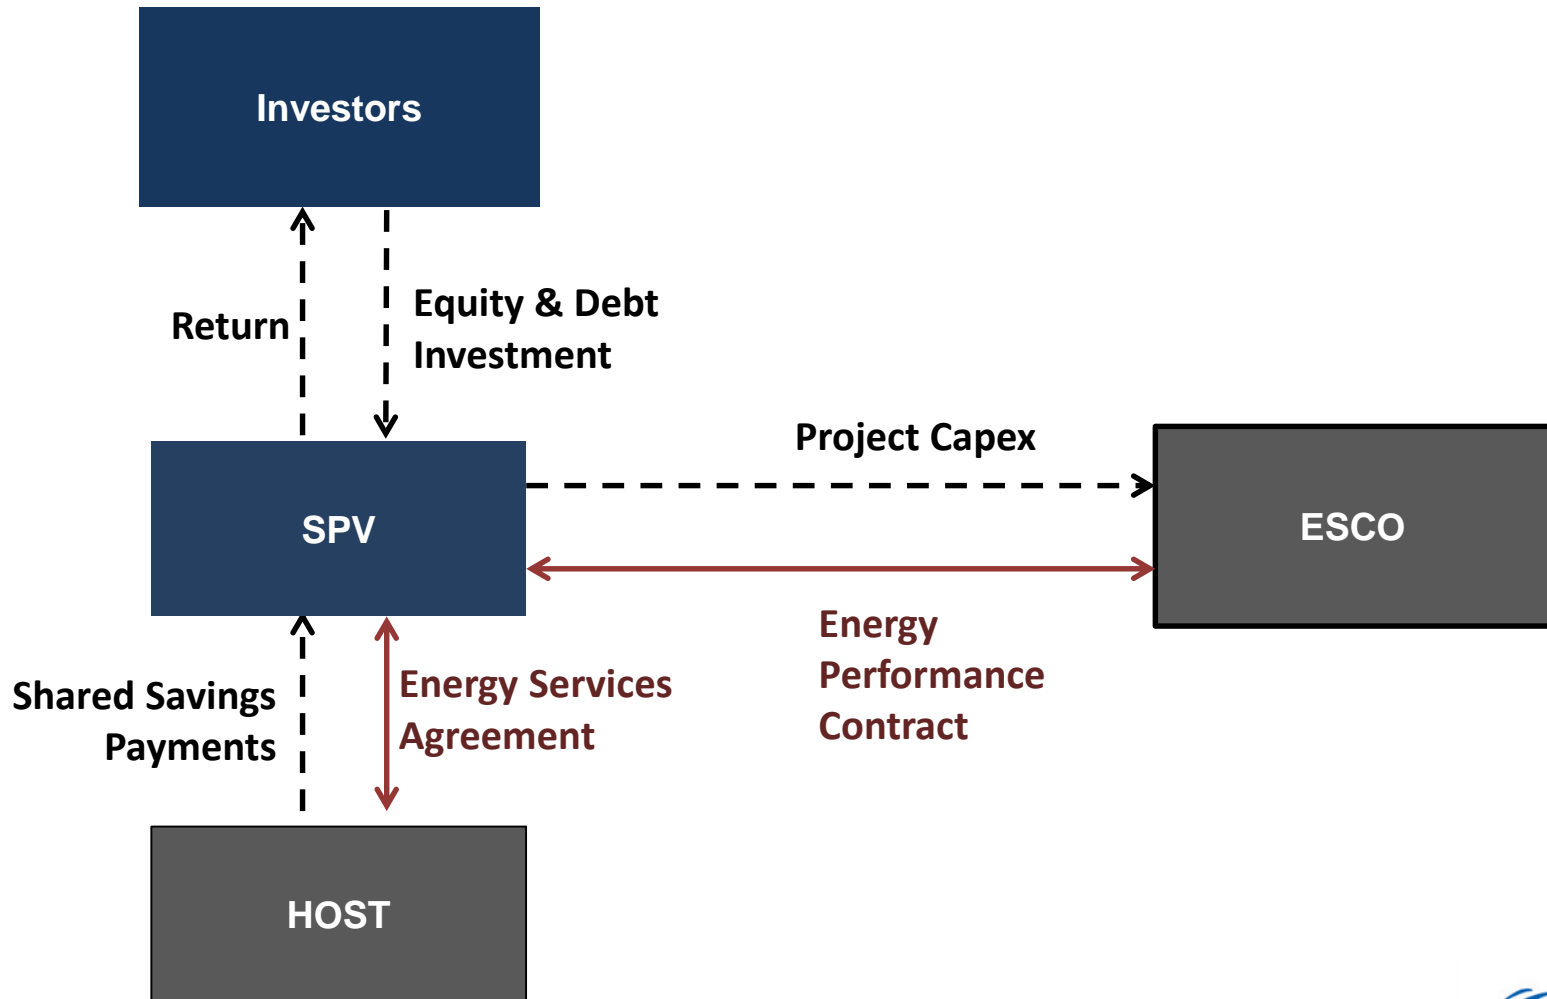 Investors
Return
Equity & Debt
Investment
Project Capex
SPV
ESCO
Energy
Performance
Contract
Shared Savings
Payments
Energy Services
Agreement
HOST